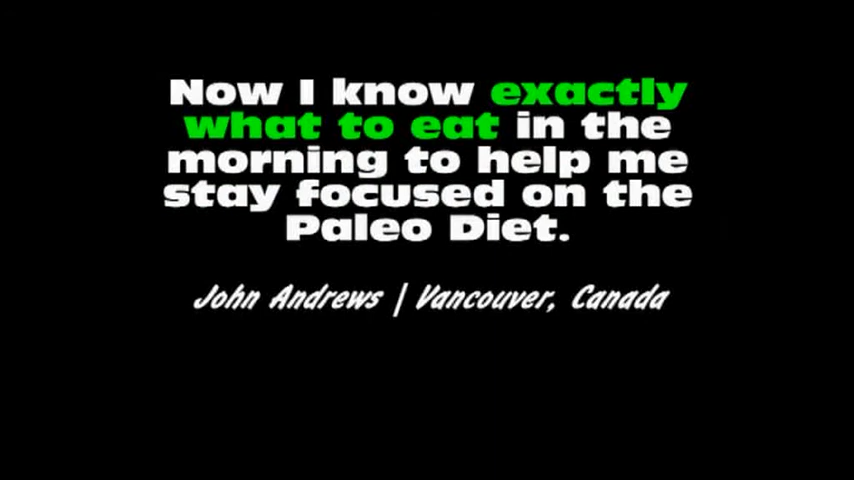 Now I know exactly
what to eat in the
morning to help me
stay focused on the
Paleo Diet.
John Andrews | Vancouver, Canada